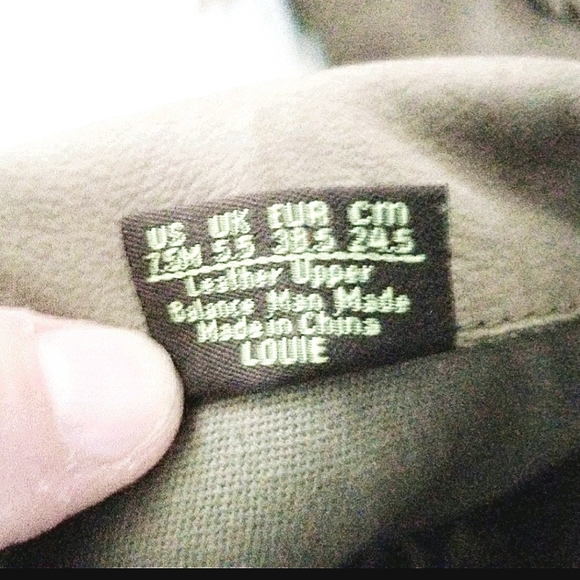 US UK EUR cm
7.5M 5.5 38.5 24.5
Leather Upper
Balance Man Made
Made in China
LOUIE